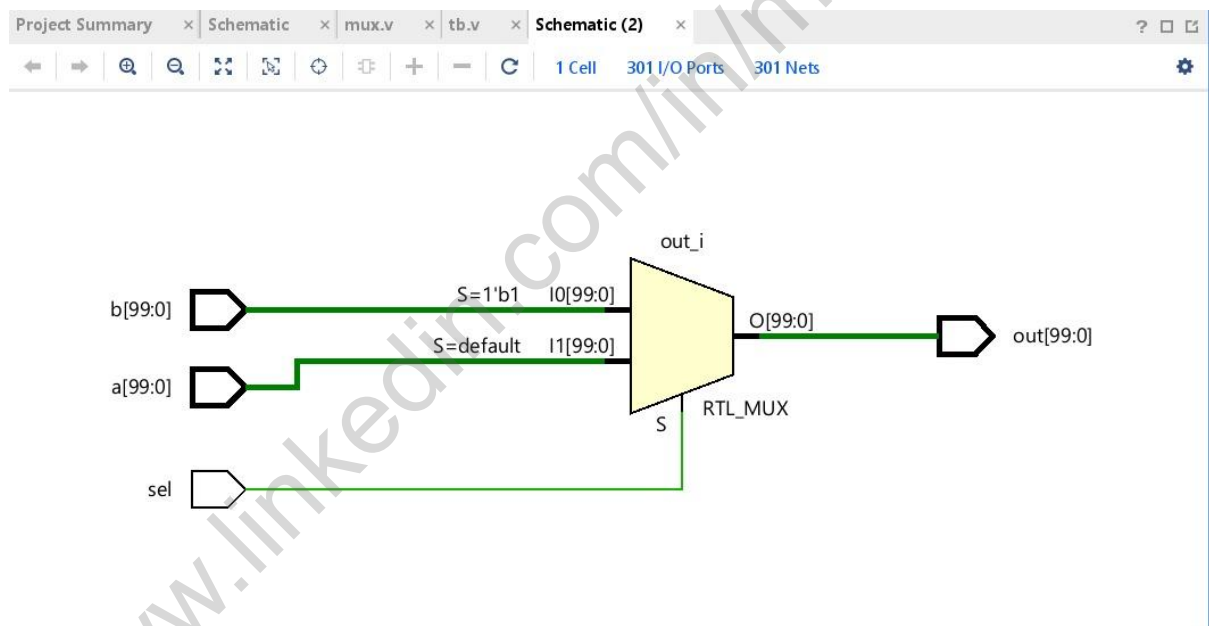 Project Summary × Schematic × mux.v × tb.v × Schematic (2) × ?
1 Cell 301 I/O Ports 301 Nets
out_i
S=1'b1 I0[99:0]
b[99:0]
O[99:0]
out[99:0]
S=default I1[99:0]
a[99:0]
RTL_MUX
S
sel
www.linkedin.com/in/